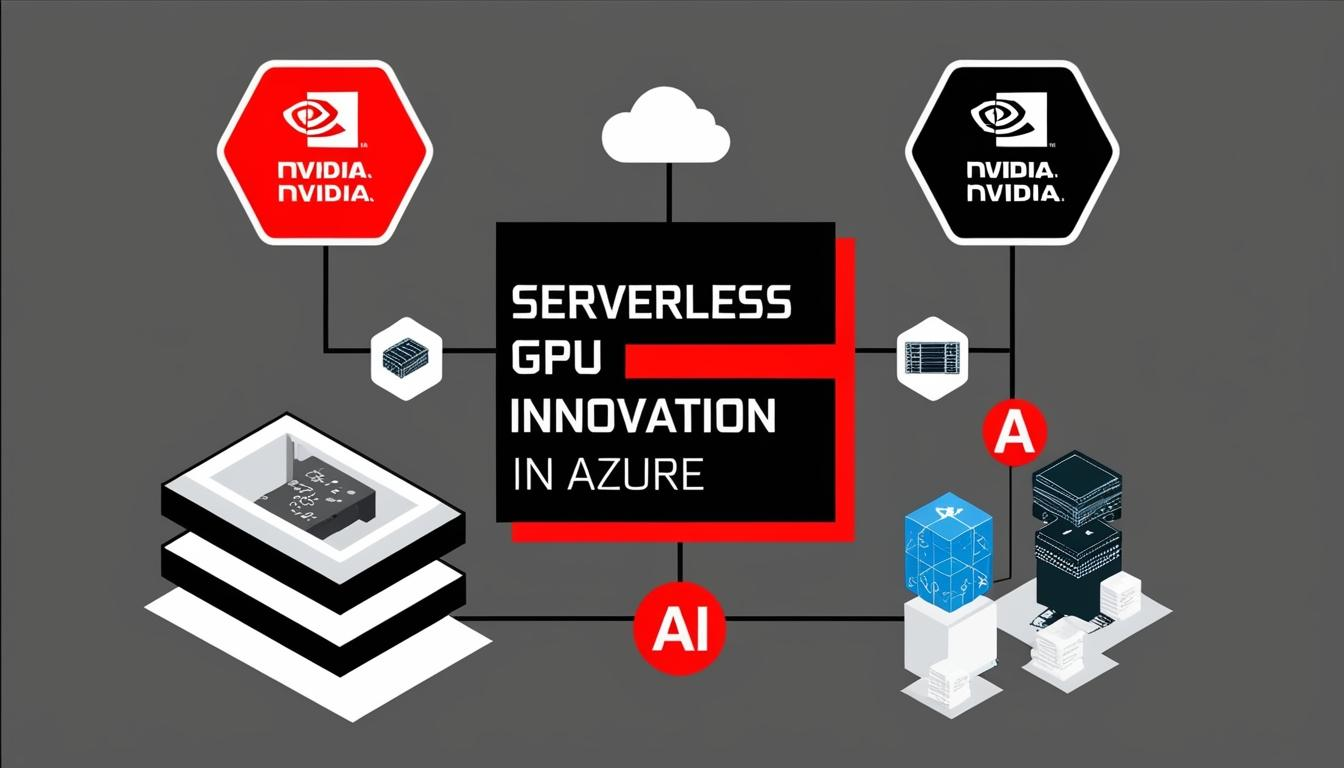 NVIDIA.
NVIDIA.
NVIDIA.
NVIDIA.
SERVERLESS
GPU
INNOVATION
IN AZURE
A
AI